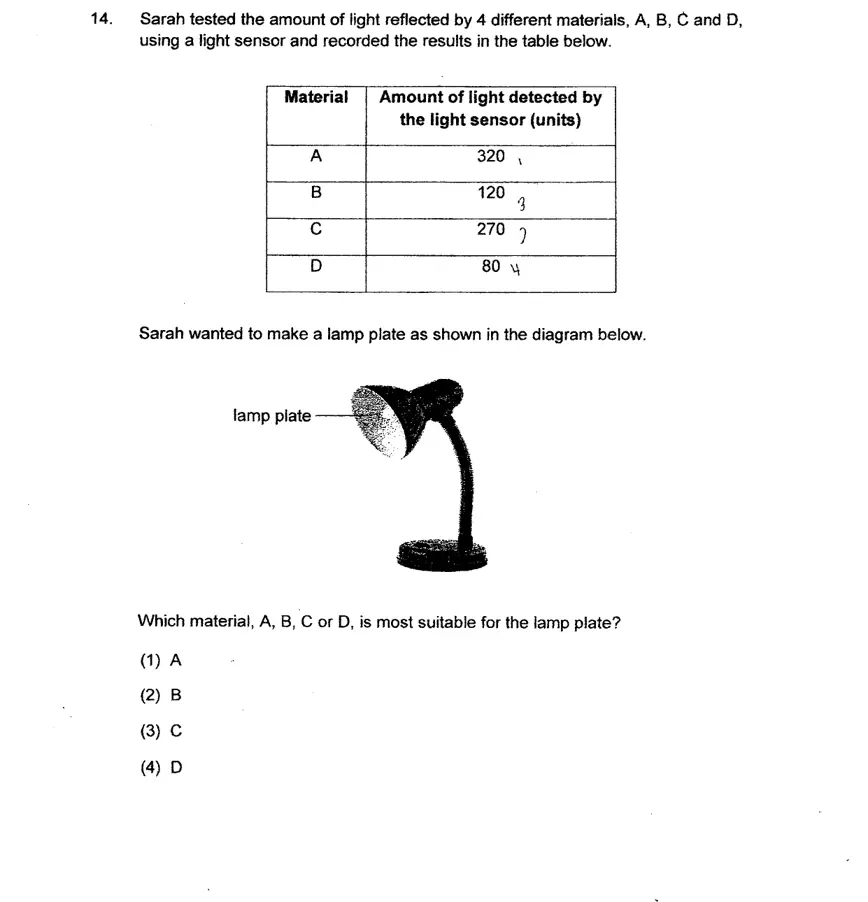 14. Sarah tested the amount of light reflected by 4 different materials, A, B, C and D,
using a light sensor and recorded the results in the table below.
Material Amount of light detected by
the light sensor (units)
A 320 1
B 120 3
C 270 2
D 80 4
Sarah wanted to make a lamp plate as shown in the diagram below.
lamp plate
Which material, A, B, C or D, is most suitable for the lamp plate?
(1) A
(2) B
(3) C
(4) D